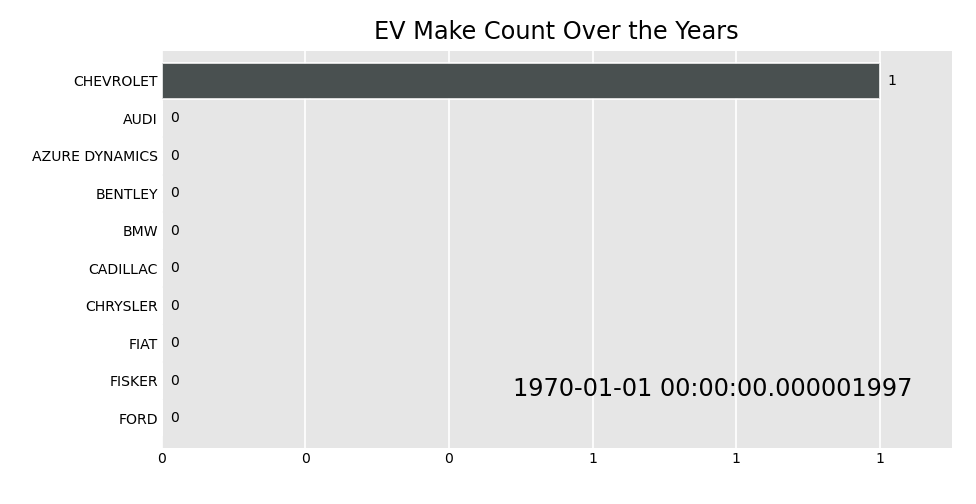 EV Make Count Over the Years
CHEVROLET 1
AUDI 0
AZURE DYNAMICS 0
BENTLEY 0
BMW 0
CADILLAC 0
CHRYSLER 0
FIAT 0
FISKER 0
1970-01-01 00:00:00.000001997
FORD 0
0 0 0 1 1 1